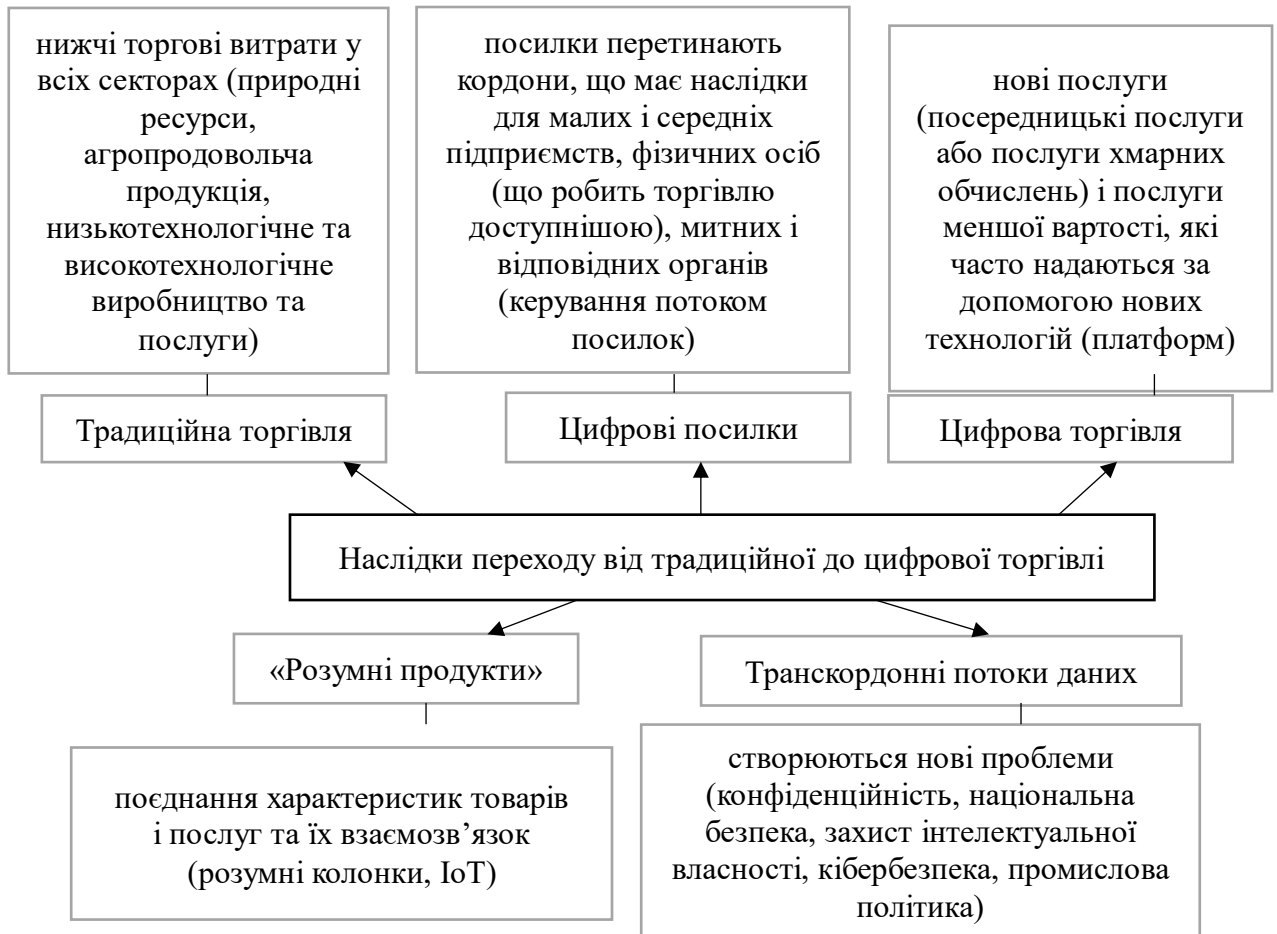 нижчі торгові витрати у
всіх секторах (природні
ресурси,
агропродовольча
продукція,
низькотехнологічне та
високотехнологічне
виробництво та
послуги)
посилки перетинають
кордони, що має наслідки
для малих і середніх
підприємств, фізичних осіб
(що робить торгівлю
доступнішою), митних і
відповідних органів
(керування потоком
посилок)
нові послуги
(посередницькі послуги
або послуги хмарних
обчислень) і послуги
меншої вартості, які
часто надаються за
допомогою нових
технологій (платформ)
Традиційна торгівля
Цифрові посилки
Цифрова торгівля
Наслідки переходу від традиційної до цифрової торгівлі
«Розумні продукти»
Транскордонні потоки даних
поєднання характеристик товарів
і послуг та їх взаємозв’язок
(розумні колонки, IoT)
створюються нові проблеми
(конфіденційність, національна
безпека, захист інтелектуальної
власності, кібербезпека, промислова
політика)